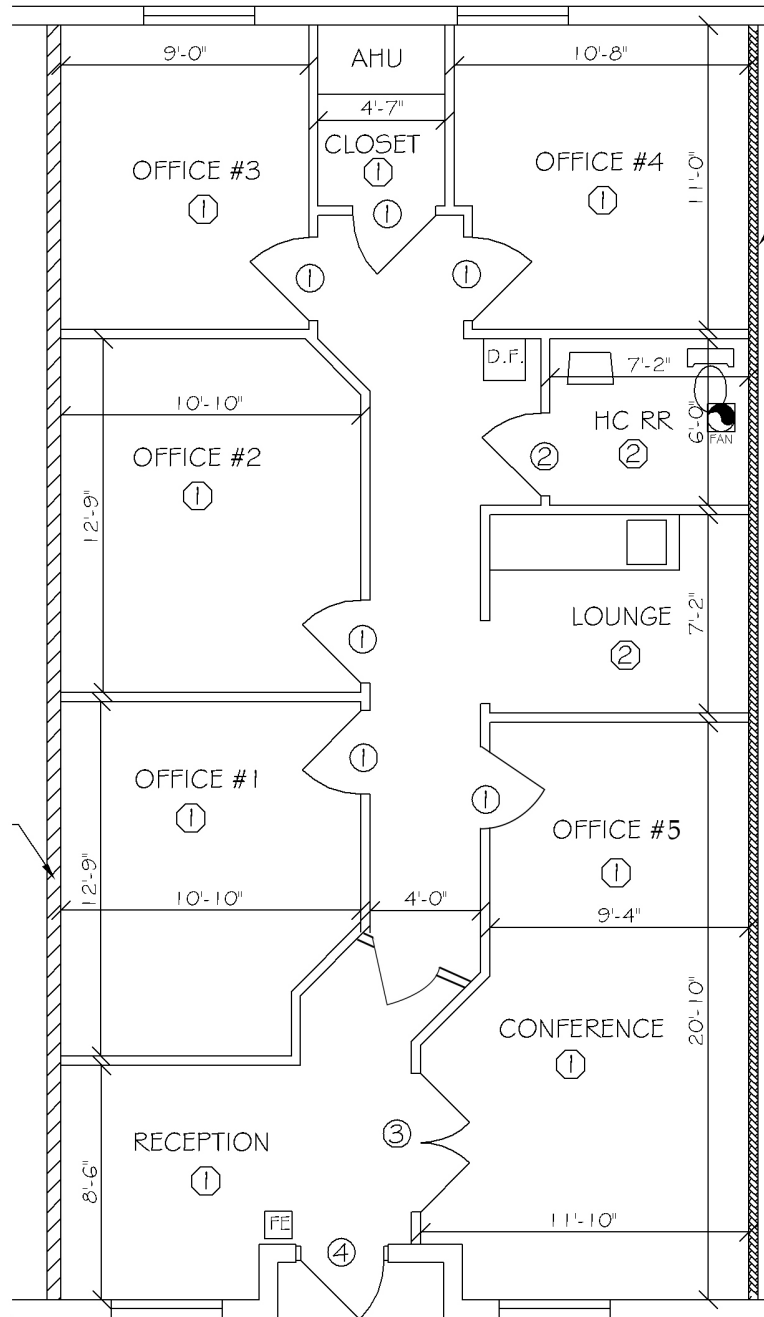 9'-0"
AHU
10'-8"
4'-7"
CLOSET
1
OFFICE #3
1
OFFICE #4
1
11'-0"
1
1
1
D.F.
7'-2"
10'-10"
HC RR
2
6'-0"
FAN
2
OFFICE #2
1
12'-9"
LOUNGE
2
7'-2"
1
1
1
OFFICE #1
1
OFFICE #5
1
12'-9"
10'-10"
4'-0"
9'-4"
CONFERENCE
1
20'-10"
3
RECEPTION
1
8'-6"
FE
11'-10"
4